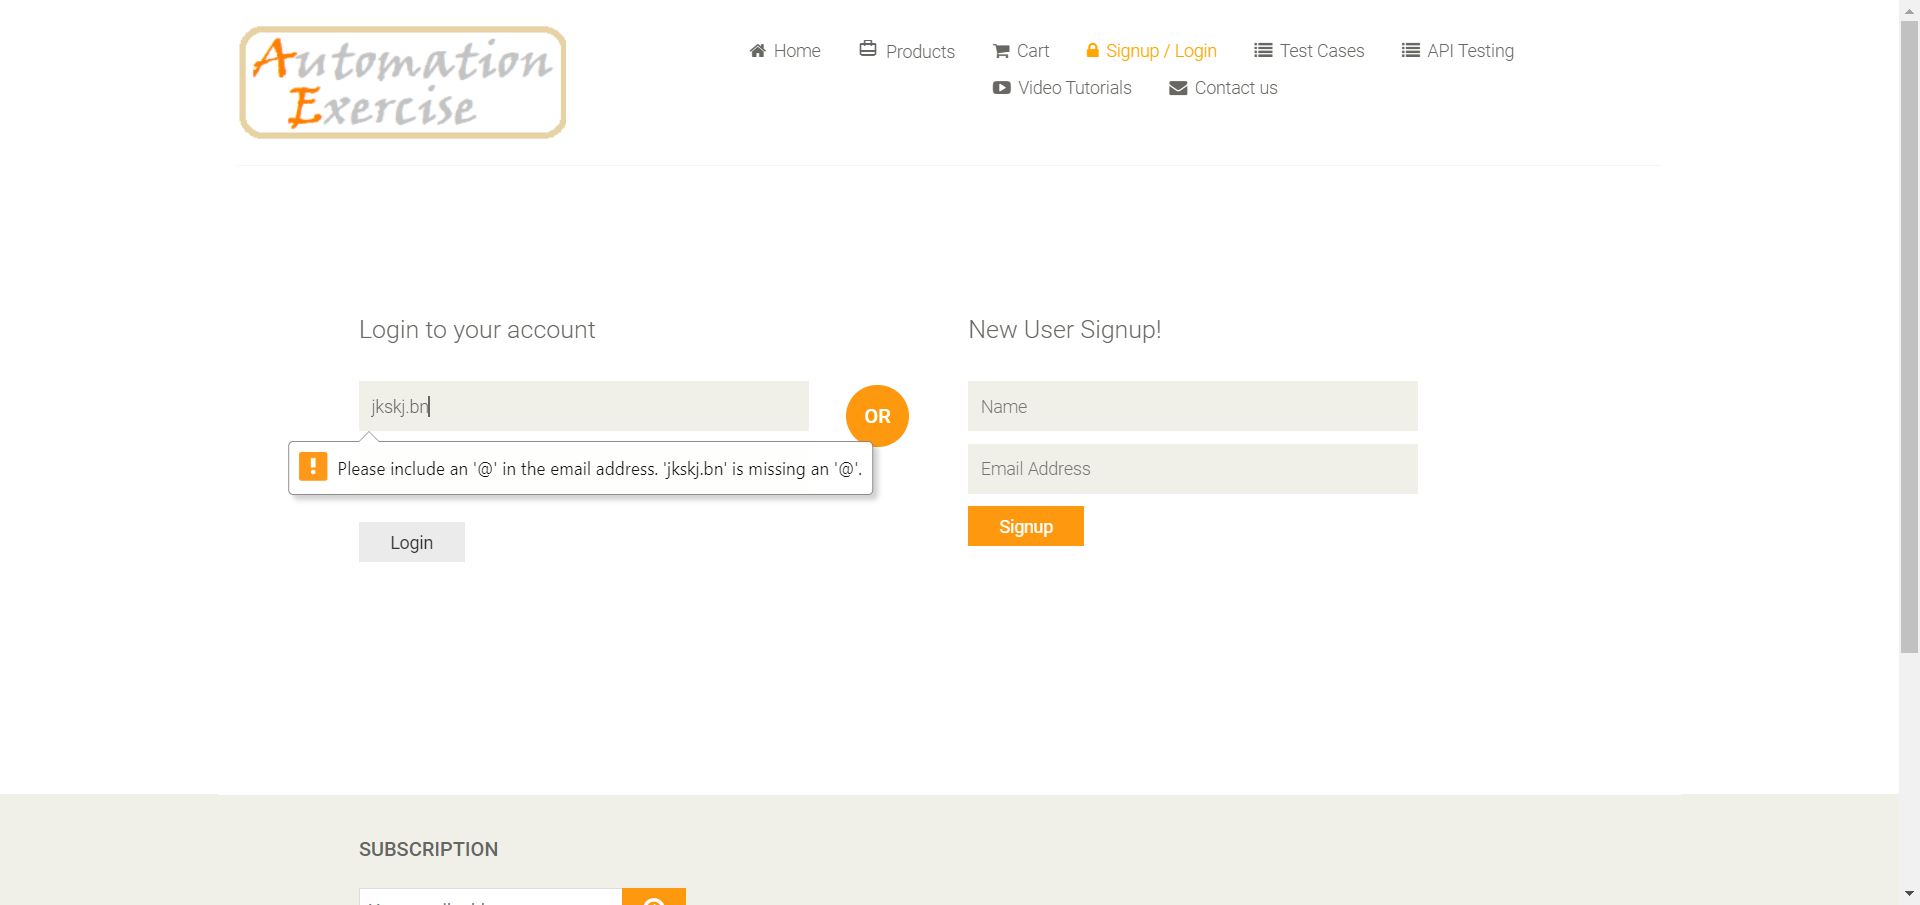 Automation
Exercise
Home
Products
Cart
Signup / Login
Test Cases
API Testing
Video Tutorials
Contact us
Login to your account
jkskj.bn
Please include an '@' in the email address. 'jkskj.bn' is missing an '@'.
Login
OR
New User Signup!
Name
Email Address
Signup
SUBSCRIPTION